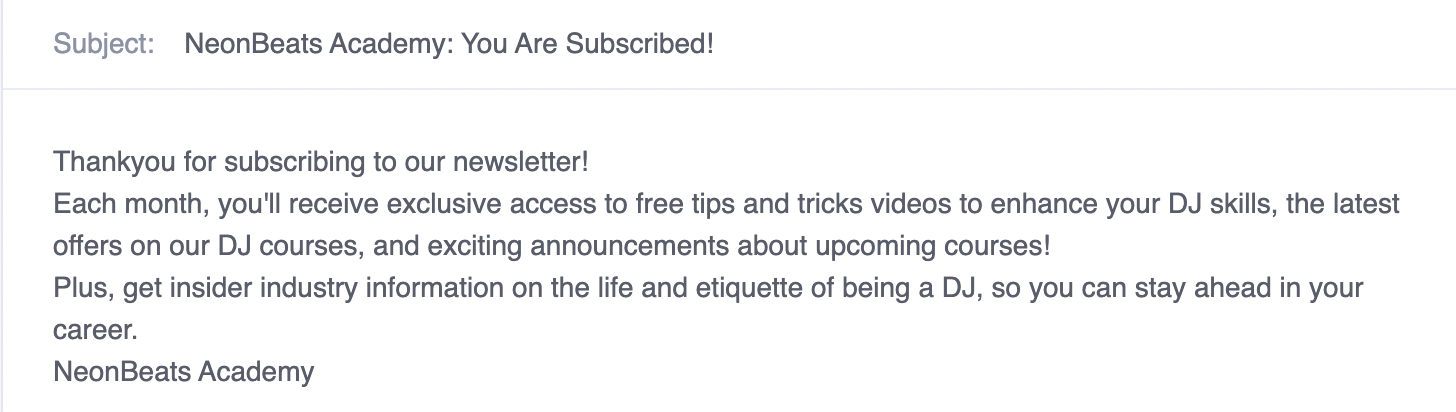 Subject: NeonBeats Academy: You Are Subscribed!
Thankyou for subscribing to our newsletter!
Each month, you'll receive exclusive access to free tips and tricks videos to enhance your DJ skills, the latest
offers on our DJ courses, and exciting announcements about upcoming courses!
Plus, get insider industry information on the life and etiquette of being a DJ, so you can stay ahead in your
career.
NeonBeats Academy